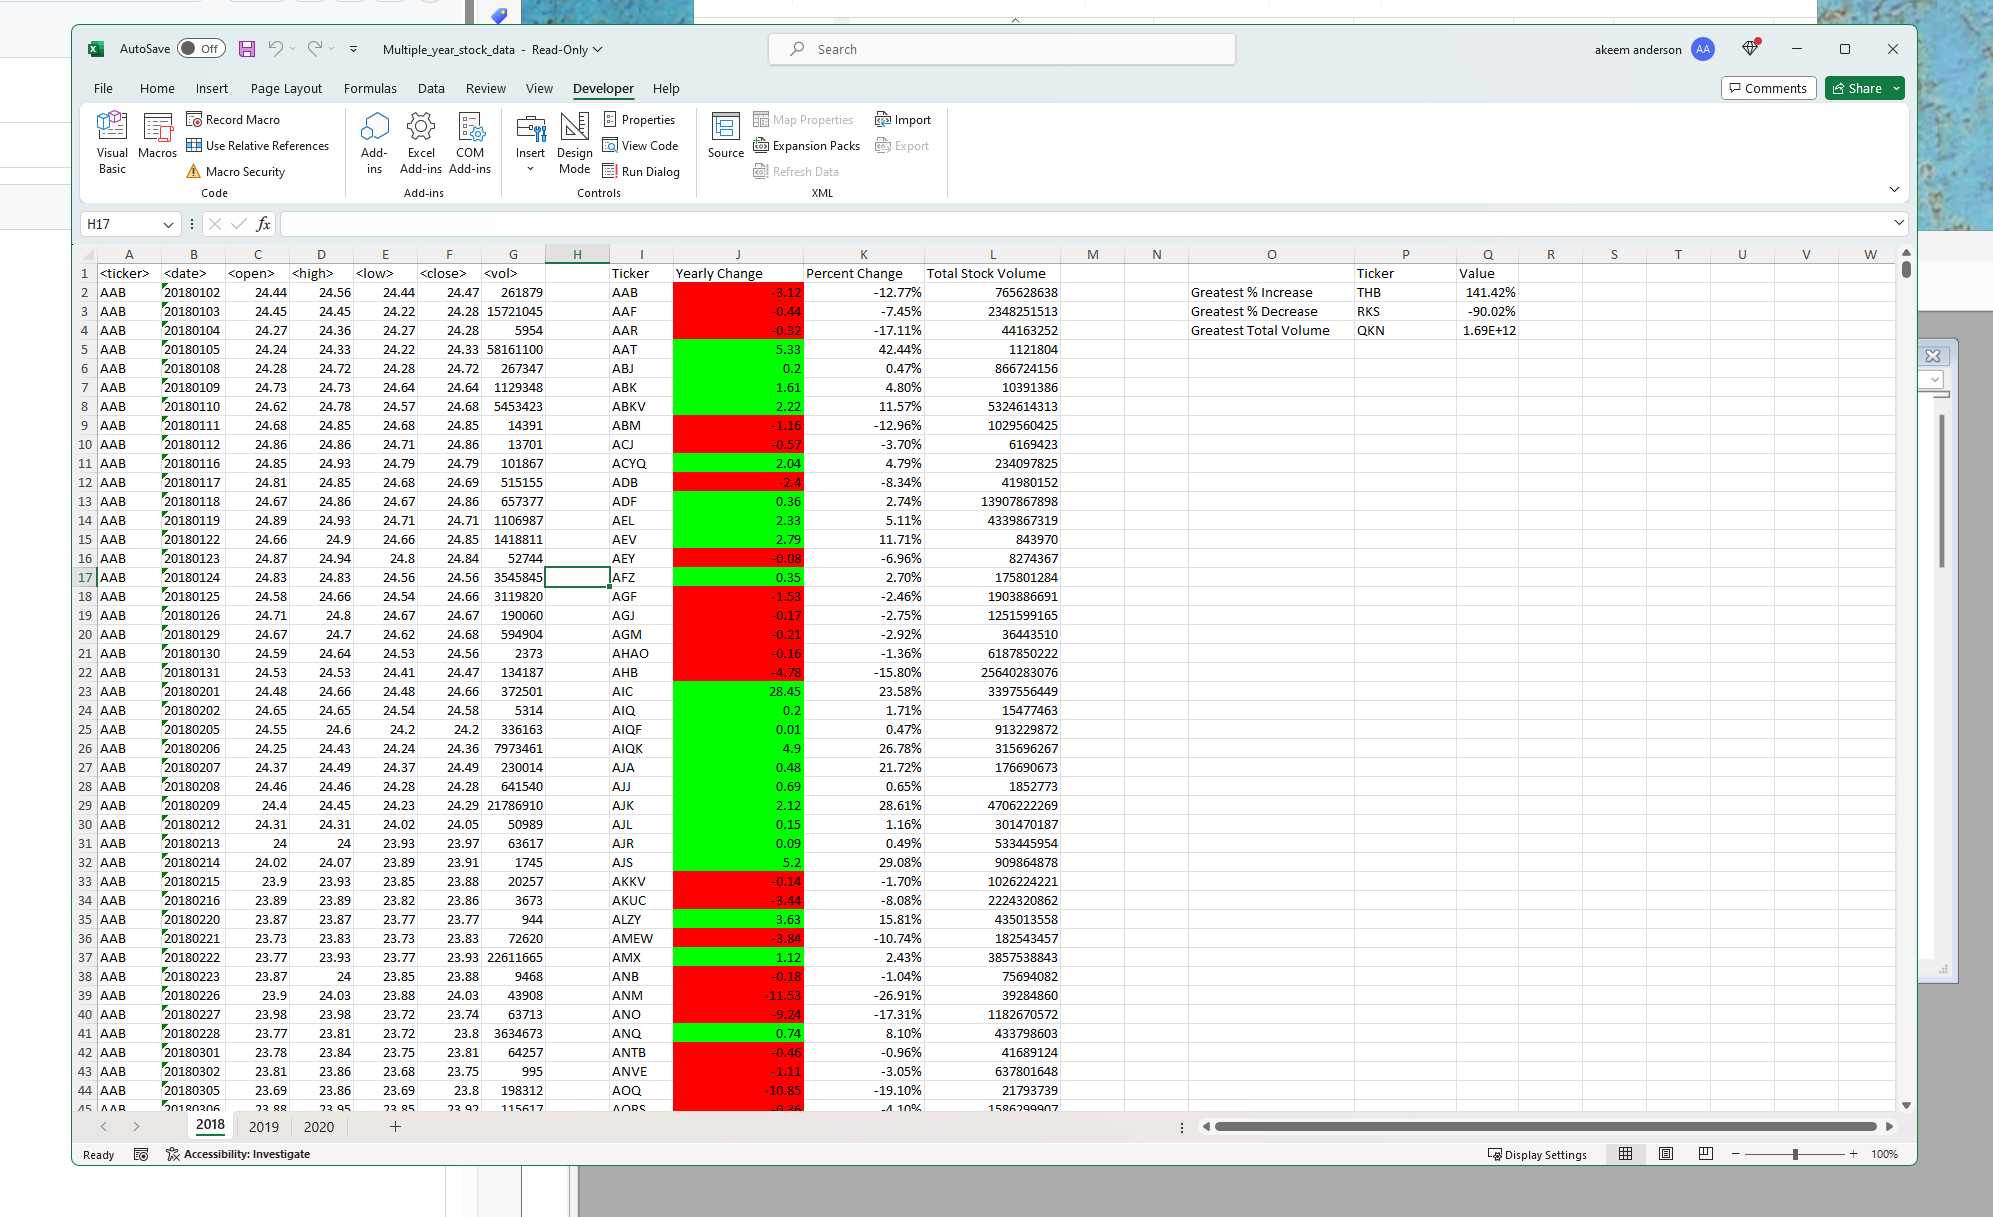 AutoSave Off Multiple_year_stock_data - Read-Only Search akeem anderson AA
File Home Insert Page Layout Formulas Data Review View Developer Help Comments Share
Visual Basic Macros Record Macro Use Relative References Macro Security Code
Add-ins Excel Add-ins COM Add-ins Add-ins
Insert Design Mode Properties View Code Run Dialog Controls
Source Map Properties Expansion Packs Refresh Data Import Export XML
H17 fx
A B C D E F G H I J K L M N O P Q R S T U V W
1 <ticker> <date> <open> <high> <low> <close> <vol> Ticker Yearly Change Percent Change Total Stock Volume Ticker Value
2 AAB 20180102 24.44 24.56 24.44 24.47 261879 AAB -3.12 -12.77% 765628638 Greatest % Increase THB 141.42%
3 AAB 20180103 24.45 24.45 24.22 24.28 15721045 AAF -0.44 -7.45% 2348251513 Greatest % Decrease RKS -90.02%
4 AAB 20180104 24.27 24.36 24.27 24.28 5954 AAR -0.32 -17.11% 44163252 Greatest Total Volume QKN 1.69E+12
5 AAB 20180105 24.24 24.33 24.22 24.33 58161100 AAT 5.33 42.44% 1121804
6 AAB 20180108 24.28 24.72 24.28 24.72 267347 ABJ 0.2 0.47% 866724156
7 AAB 20180109 24.73 24.73 24.64 24.64 1129348 ABK 1.61 4.80% 10391386
8 AAB 20180110 24.62 24.78 24.57 24.68 5453423 ABKV 2.22 11.57% 5324614313
9 AAB 20180111 24.68 24.85 24.68 24.85 14391 ABM -1.16 -12.96% 1029560425
10 AAB 20180112 24.86 24.86 24.71 24.86 13701 ACJ -0.57 -3.70% 6169423
11 AAB 20180116 24.85 24.93 24.79 24.79 101867 ACYQ 2.04 4.79% 234097825
12 AAB 20180117 24.81 24.85 24.68 24.69 515155 ADB -2.4 -8.34% 41980152
13 AAB 20180118 24.67 24.86 24.67 24.86 657377 ADF 0.36 2.74% 13907867898
14 AAB 20180119 24.89 24.93 24.71 24.71 1106987 AEL 2.33 5.11% 4339867319
15 AAB 20180122 24.66 24.9 24.66 24.85 1418811 AEV 2.79 11.71% 843970
16 AAB 20180123 24.87 24.94 24.8 24.84 52744 AEY -0.08 -6.96% 8274367
17 AAB 20180124 24.83 24.83 24.56 24.56 3545845 AFZ 0.35 2.70% 175801284
18 AAB 20180125 24.58 24.66 24.54 24.66 3119820 AGF -1.53 -2.46% 1903886691
19 AAB 20180126 24.71 24.8 24.67 24.67 190060 AGJ -0.17 -2.75% 1251599165
20 AAB 20180129 24.67 24.7 24.62 24.68 594904 AGM -0.21 -2.92% 36443510
21 AAB 20180130 24.59 24.64 24.53 24.56 2373 AHAO -0.16 -1.36% 6187850222
22 AAB 20180131 24.53 24.53 24.41 24.47 134187 AHB -4.78 -15.80% 25640283076
23 AAB 20180201 24.48 24.66 24.48 24.66 372501 AIC 28.45 23.58% 3397556449
24 AAB 20180202 24.65 24.65 24.54 24.58 5314 AIQ 0.2 1.71% 15477463
25 AAB 20180205 24.55 24.6 24.2 24.2 336163 AIQF 0.01 0.47% 913229872
26 AAB 20180206 24.25 24.43 24.24 24.36 7973461 AIQK 4.9 26.78% 315696267
27 AAB 20180207 24.37 24.49 24.37 24.49 230014 AJA 0.48 21.72% 176690673
28 AAB 20180208 24.46 24.46 24.28 24.28 641540 AJJ 0.69 0.65% 1852773
29 AAB 20180209 24.4 24.45 24.23 24.29 21786910 AJK 2.12 28.61% 4706222269
30 AAB 20180212 24.31 24.31 24.02 24.05 50989 AJL 0.15 1.16% 301470187
31 AAB 20180213 24 24 23.93 23.97 63617 AJR 0.09 0.49% 533445954
32 AAB 20180214 24.02 24.07 23.89 23.91 1745 AJS 5.2 29.08% 909864878
33 AAB 20180215 23.9 23.93 23.85 23.88 20257 AKKV -0.14 -1.70% 1026224221
34 AAB 20180216 23.89 23.89 23.82 23.86 3673 AKUC -3.44 -8.08% 2224320862
35 AAB 20180220 23.87 23.87 23.77 23.77 944 ALZY 3.63 15.81% 435013558
36 AAB 20180221 23.73 23.83 23.73 23.83 72620 AMEW -3.84 -10.74% 182543457
37 AAB 20180222 23.77 23.93 23.77 23.93 22611665 AMX 1.12 2.43% 3857538843
38 AAB 20180223 23.87 24 23.85 23.88 9468 ANB -0.18 -1.04% 75694082
39 AAB 20180226 23.9 24.03 23.88 24.03 43908 ANM -11.53 -26.91% 39284860
40 AAB 20180227 23.98 23.98 23.72 23.74 63713 ANO -9.24 -17.31% 1182670572
41 AAB 20180228 23.77 23.81 23.72 23.8 3634673 ANQ 0.74 8.10% 433798603
42 AAB 20180301 23.78 23.84 23.75 23.81 64257 ANTB -0.46 -0.96% 41689124
43 AAB 20180302 23.81 23.86 23.68 23.75 995 ANVE -1.11 -3.05% 637801648
44 AAB 20180305 23.69 23.86 23.69 23.8 198312 AOQ -10.85 -19.10% 21793739
45 AAB 20180306 23.88 23.95 23.85 23.92 115617 AORS -0.36 -4.10% 1586299907
2018 2019 2020
Ready Accessibility: Investigate Display Settings 100%